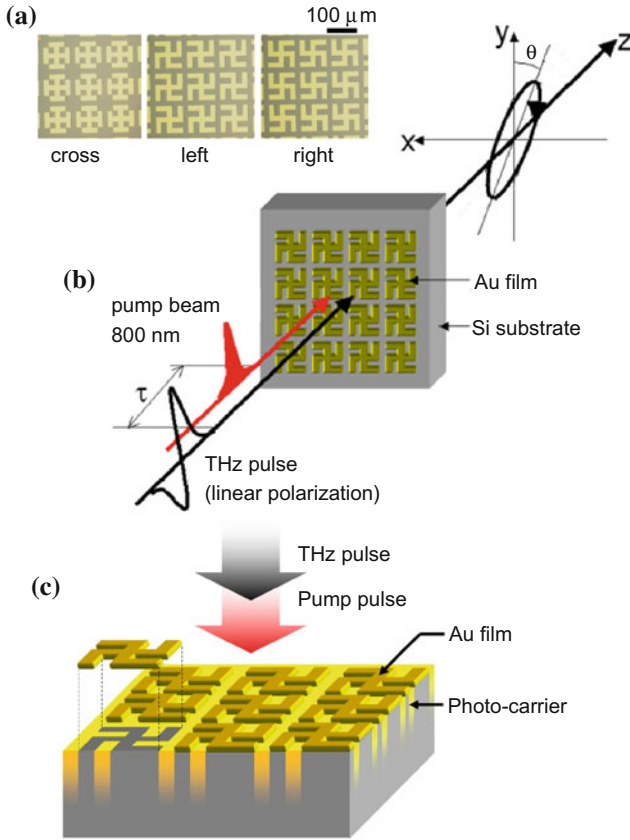 (a)
100 μm
cross
left
right
y
θ
z
x
(b)
pump beam
800 nm
Au film
Si substrate
τ
THz pulse
(linear polarization)
THz pulse
Pump pulse
(c)
Au film
Photo-carrier